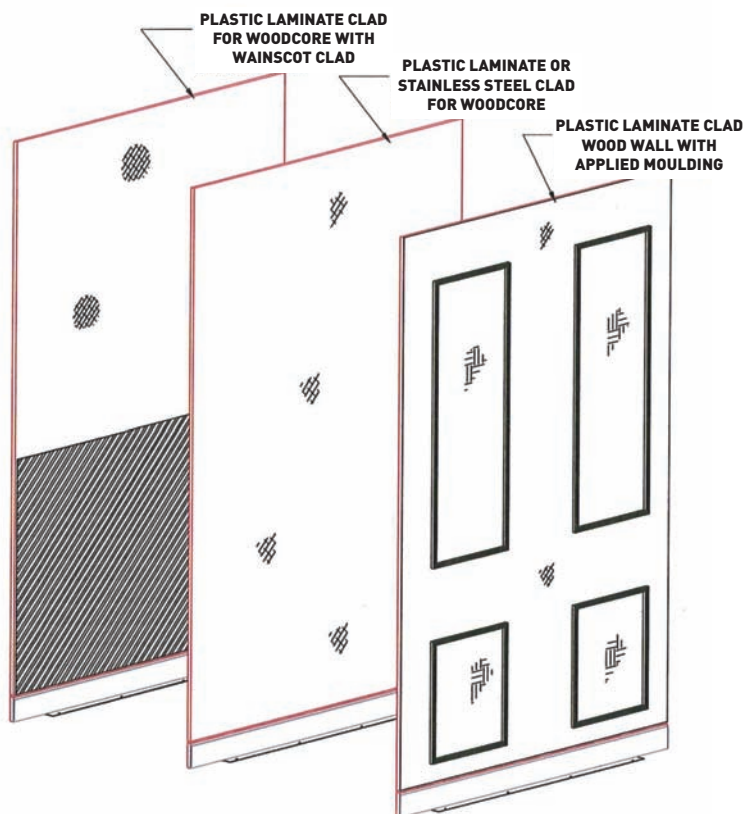 PLASTIC LAMINATE CLAD
FOR WOODCORE WITH
WAINSCOT CLAD
PLASTIC LAMINATE OR
STAINLESS STEEL CLAD
FOR WOODCORE
PLASTIC LAMINATE CLAD
WOOD WALL WITH
APPLIED MOULDING